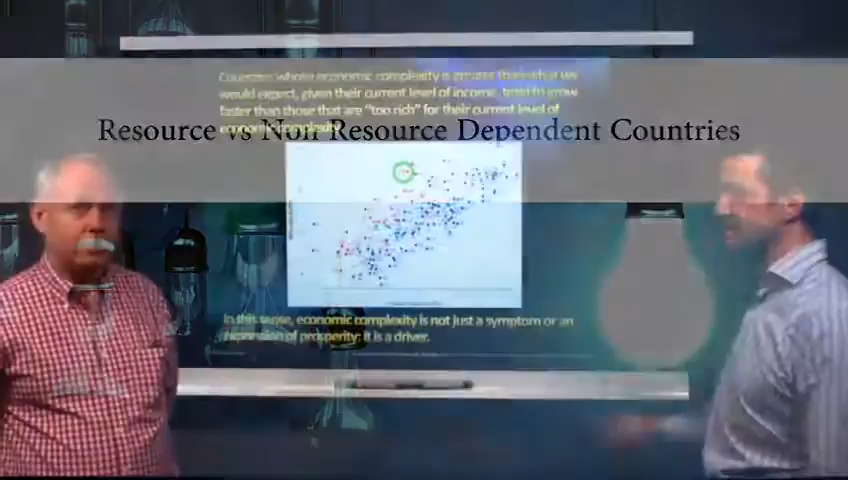 Countries whose economic complexity is greater than what we
would expect, given their current level of income, tend to grow
faster than those that are "too rich" for their current level of
economic complexity.
Resource vs Non Resource Dependent Countries
In this sense, economic complexity is not just a symptom or an
expression of prosperity: it is a driver.